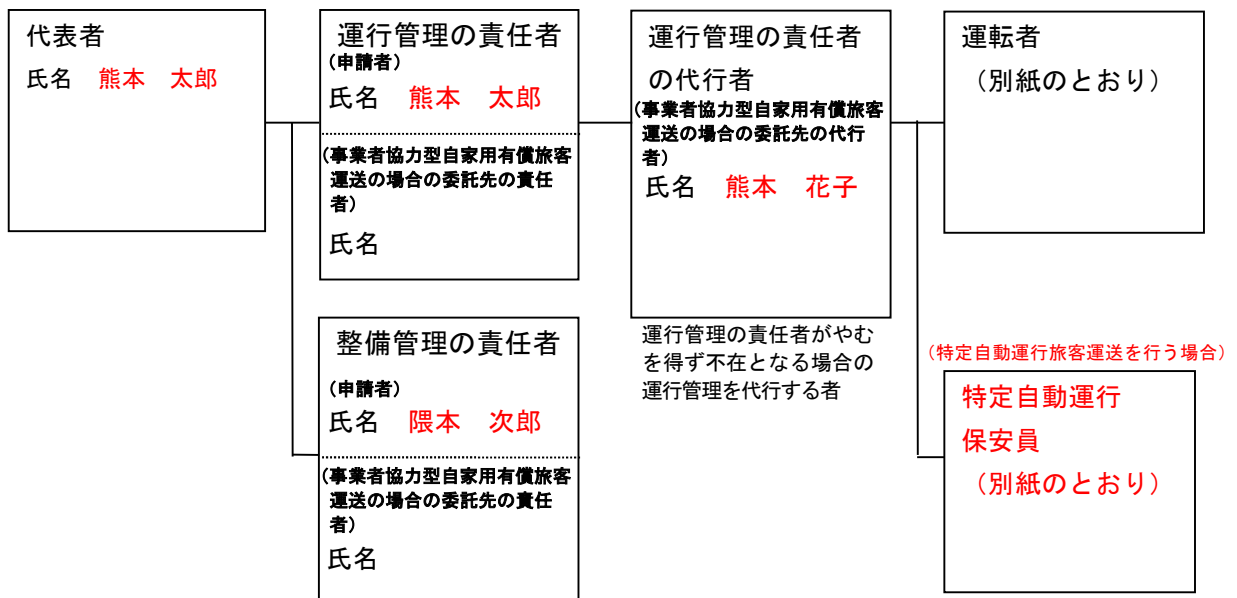 代表者
氏名　熊本　太郎
運行管理の責任者
(申請者)
氏名　熊本　太郎
(事業者協力型自家用有償旅客
運送の場合の委託先の責任
者)
氏名
整備管理の責任者
(申請者)
氏名　隈本　次郎
(事業者協力型自家用有償旅客
運送の場合の委託先の責任
者)
氏名
運行管理の責任者
の代行者
(事業者協力型自家用有償旅客
運送の場合の委託先の代行
者)
氏名　熊本　花子
運行管理の責任者がやむ
を得ず不在となる場合の
運行管理を代行する者
運転者
（別紙のとおり）
（特定自動運行旅客運送を行う場合）
特定自動運行
保安員
（別紙のとおり）